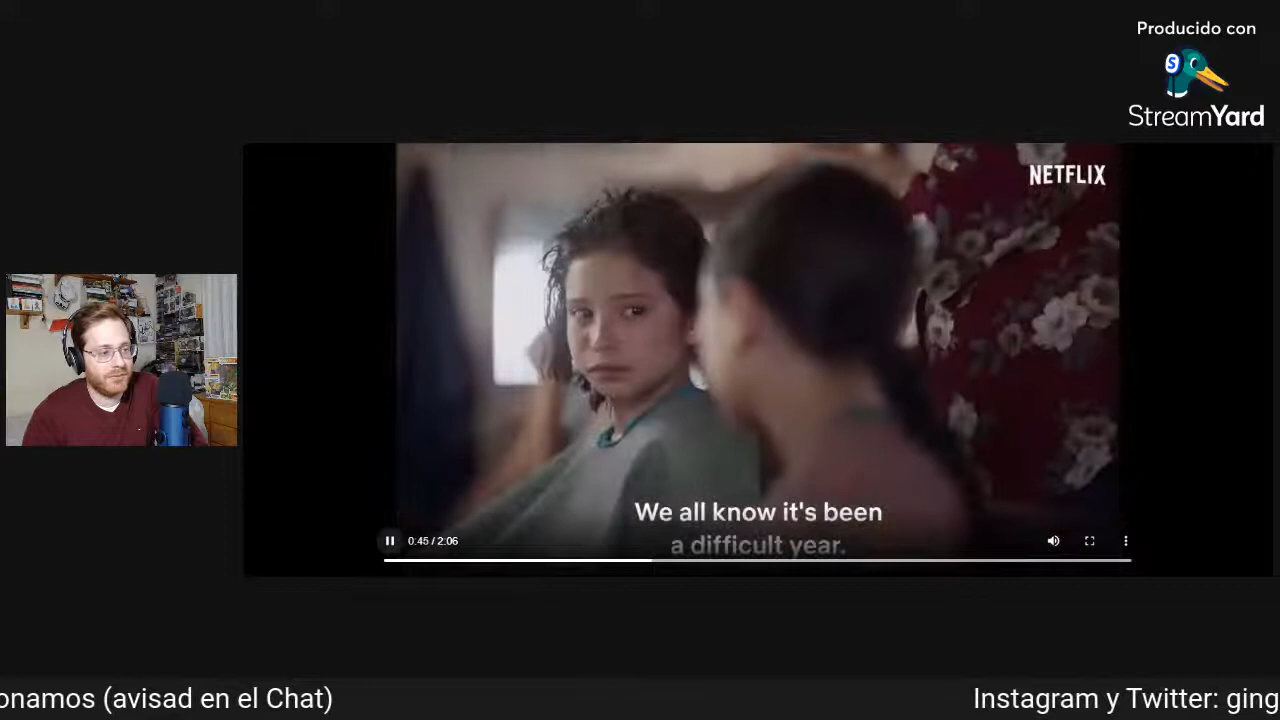 Producido con
StreamYard
NETFLIX
We all know it's been
a difficult year.
0:45 / 2:06
onamos (avisad en el Chat)
Instagram y Twitter: ging